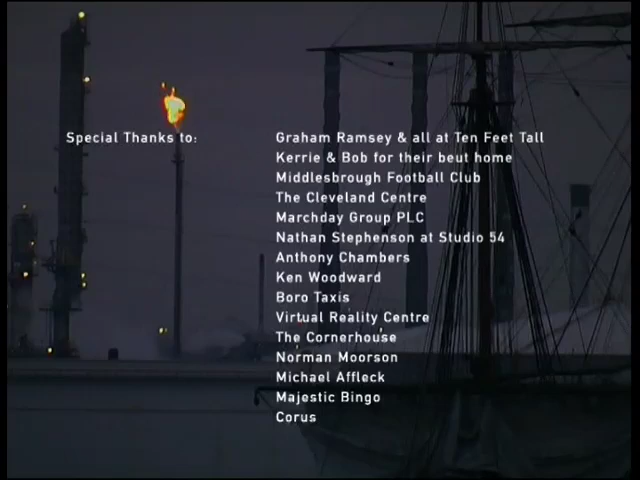 Special Thanks to:
Graham Ramsey & all at Ten Feet Tall
Kerrie & Bob for their beut home
Middlesbrough Football Club
The Cleveland Centre
Marchday Group PLC
Nathan Stephenson at Studio 54
Anthony Chambers
Ken Woodward
Boro Taxis
Virtual Reality Centre
The Cornerhouse
Norman Moorson
Michael Affleck
Majestic Bingo
Corus